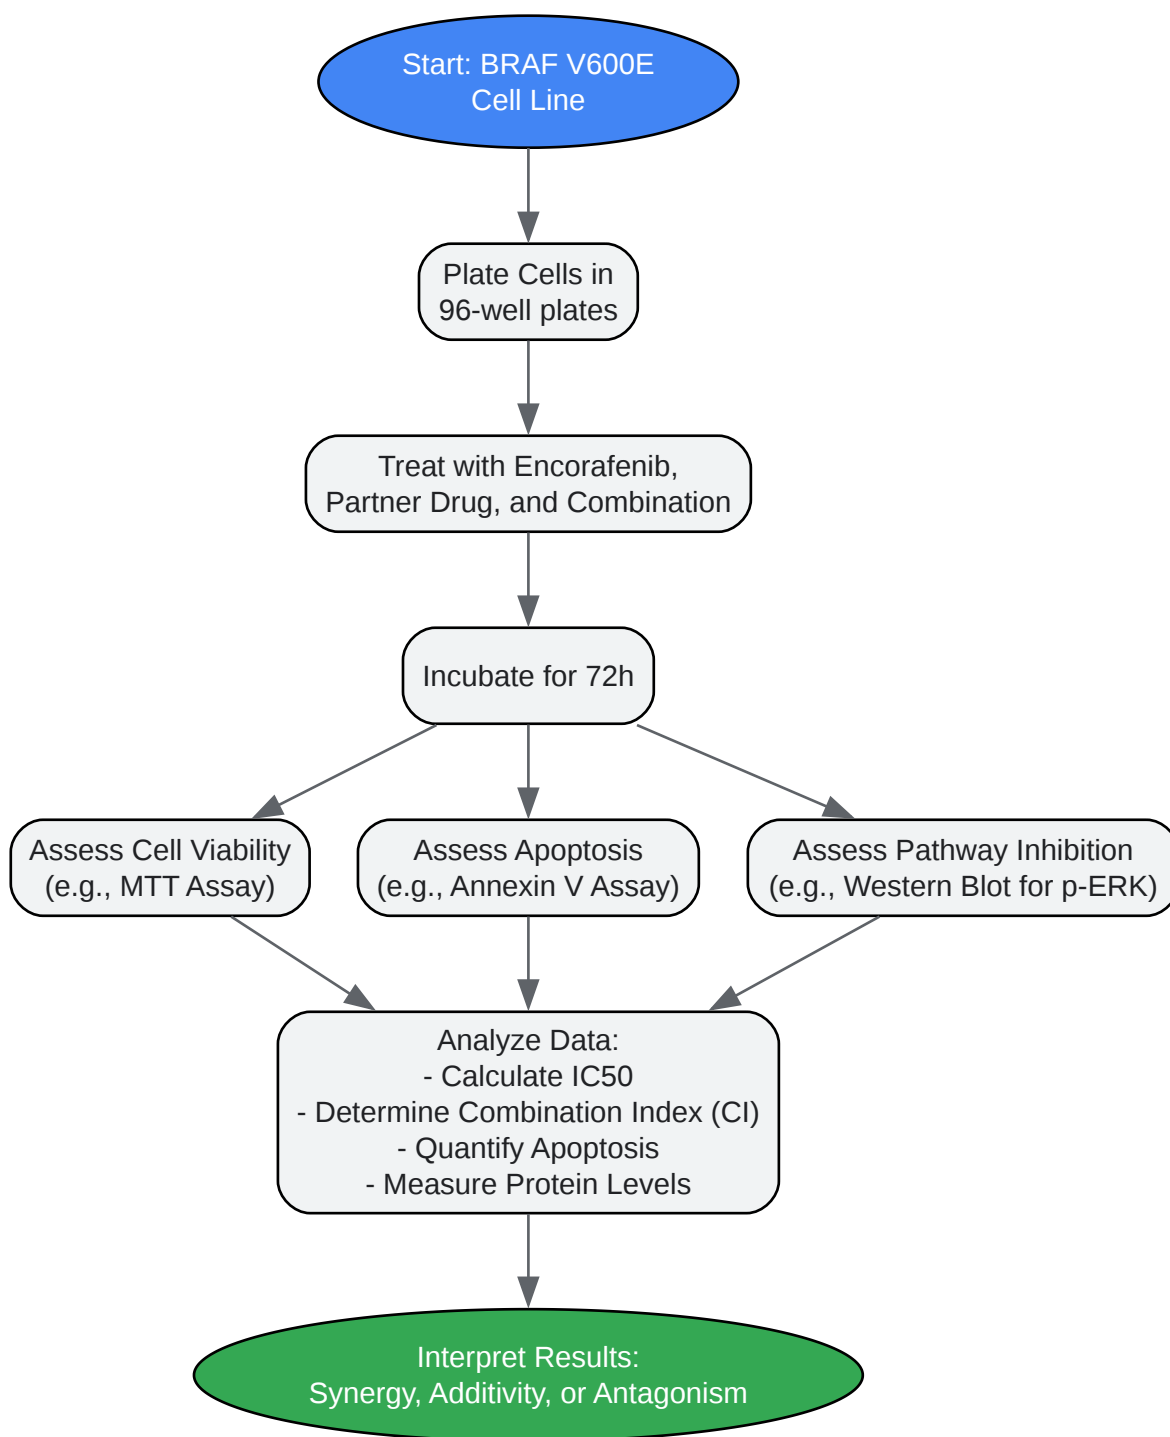 Start: BRAF V600E
Cell Line
Plate Cells in
96-well plates
Treat with Encorafenib,
Partner Drug, and Combination
Incubate for 72h
Assess Cell Viability
(e.g., MTT Assay)
Assess Apoptosis
(e.g., Annexin V Assay)
Assess Pathway Inhibition
(e.g., Western Blot for p-ERK)
Analyze Data:
- Calculate IC50
- Determine Combination Index (CI)
- Quantify Apoptosis
- Measure Protein Levels
Interpret Results:
Synergy, Additivity, or Antagonism